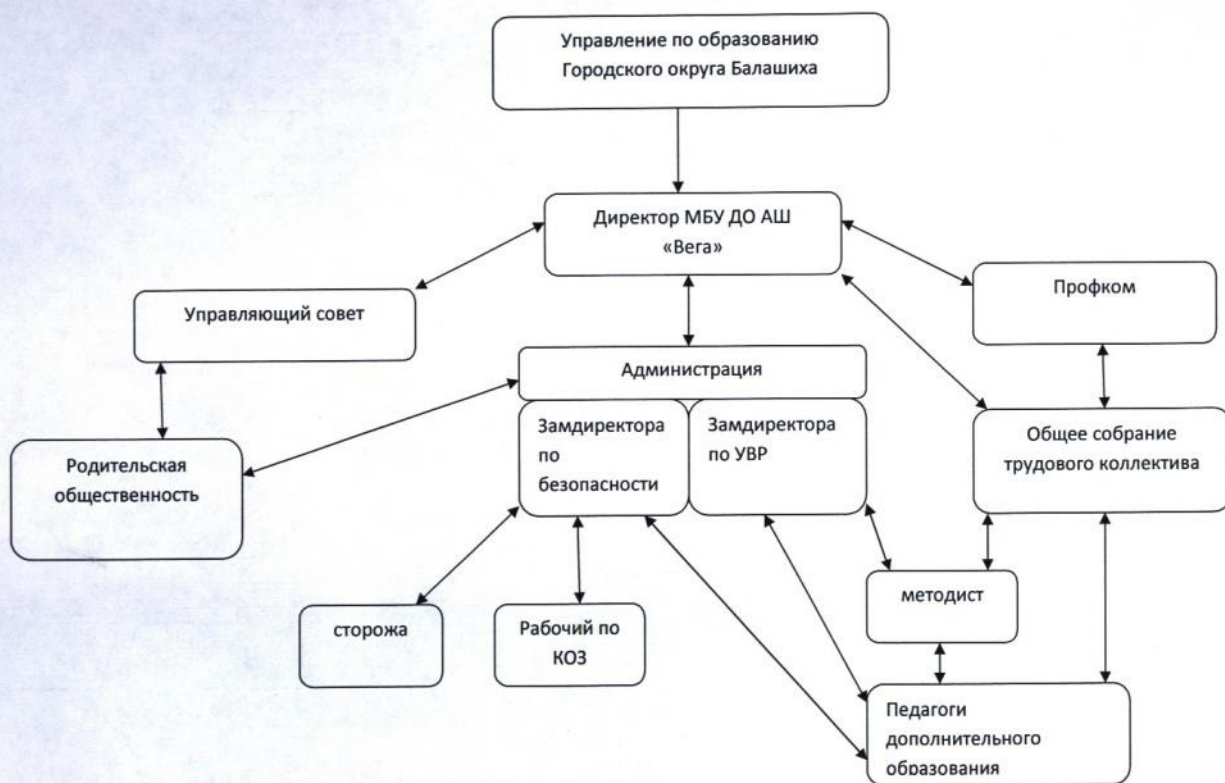 Управление по образованию
Городского округа Балашиха
Директор МБУ ДО АШ
«Вега»
Управляющий совет
Профком
Администрация
Замдиректора
по
безопасности
Замдиректора
по УВР
Родительская
общественность
Общее собрание
трудового коллектива
сторожа
Рабочий по
КОЗ
методист
Педагоги
дополнительного
образования